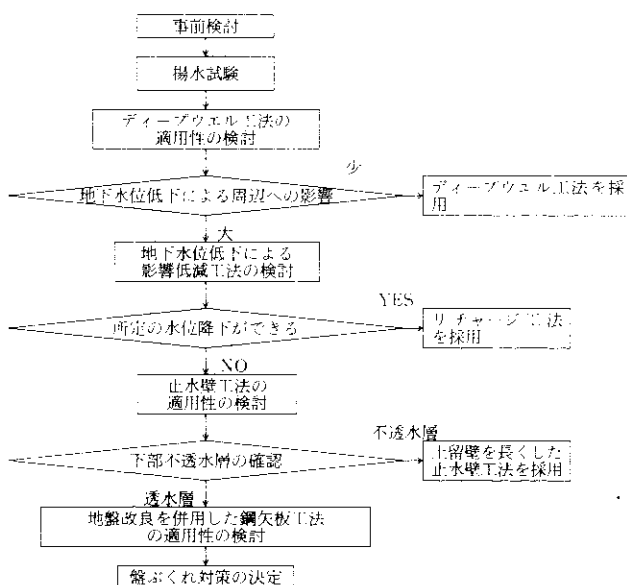 事前検討
揚水試験
ディープウエル工法の
適用性の検討
少
地下水位低下による周辺への影響
ディープウエル工法を採
用
大
地下水位低下による
影響低減工法の検討
YES
所定の水位降下ができる
リチャージ工法
を採用
NO
止水壁工法の
適用性の検討
不透水層
下部不透水層の確認
土留壁を長くした
止水壁工法を採用
透水層
地盤改良を併用した鋼矢板工法
の適用性の検討
盤ぶくれ対策の決定